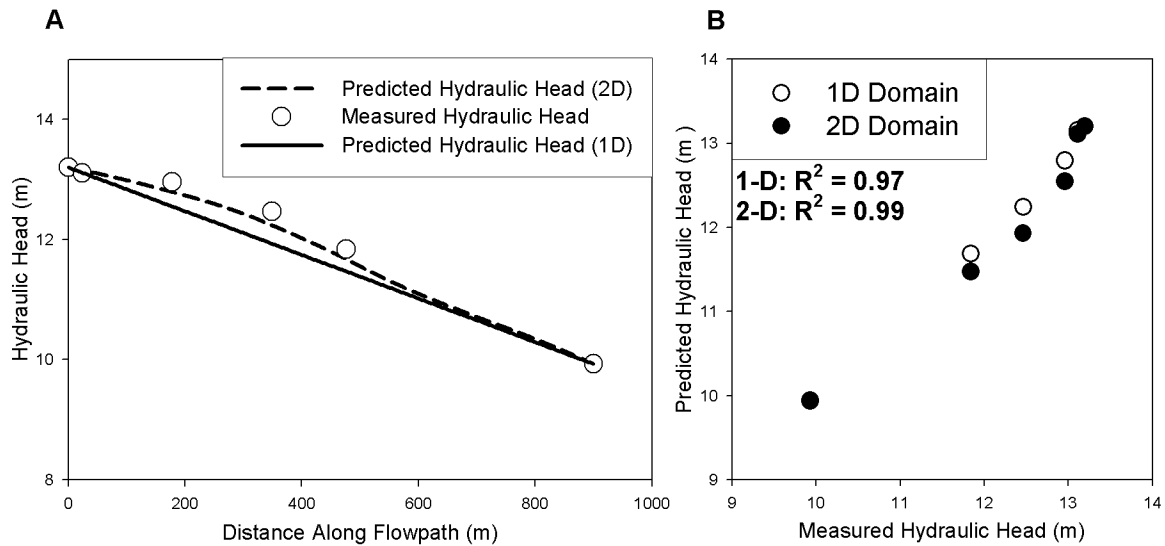 A
Hydraulic Head (m)
14
12
10
8
0
200
400
600
800
1000
Distance Along Flowpath (m)
Predicted Hydraulic Head (2D)
Measured Hydraulic Head
Predicted Hydraulic Head (1D)
B
Predicted Hydraulic Head (m )
14
13
12
11
10
9
9
10
11
12
13
14
Measured Hydraulic Head (m)
1D Domain
2D Domain
1-D: R² = 0.97
2-D: R² = 0.99